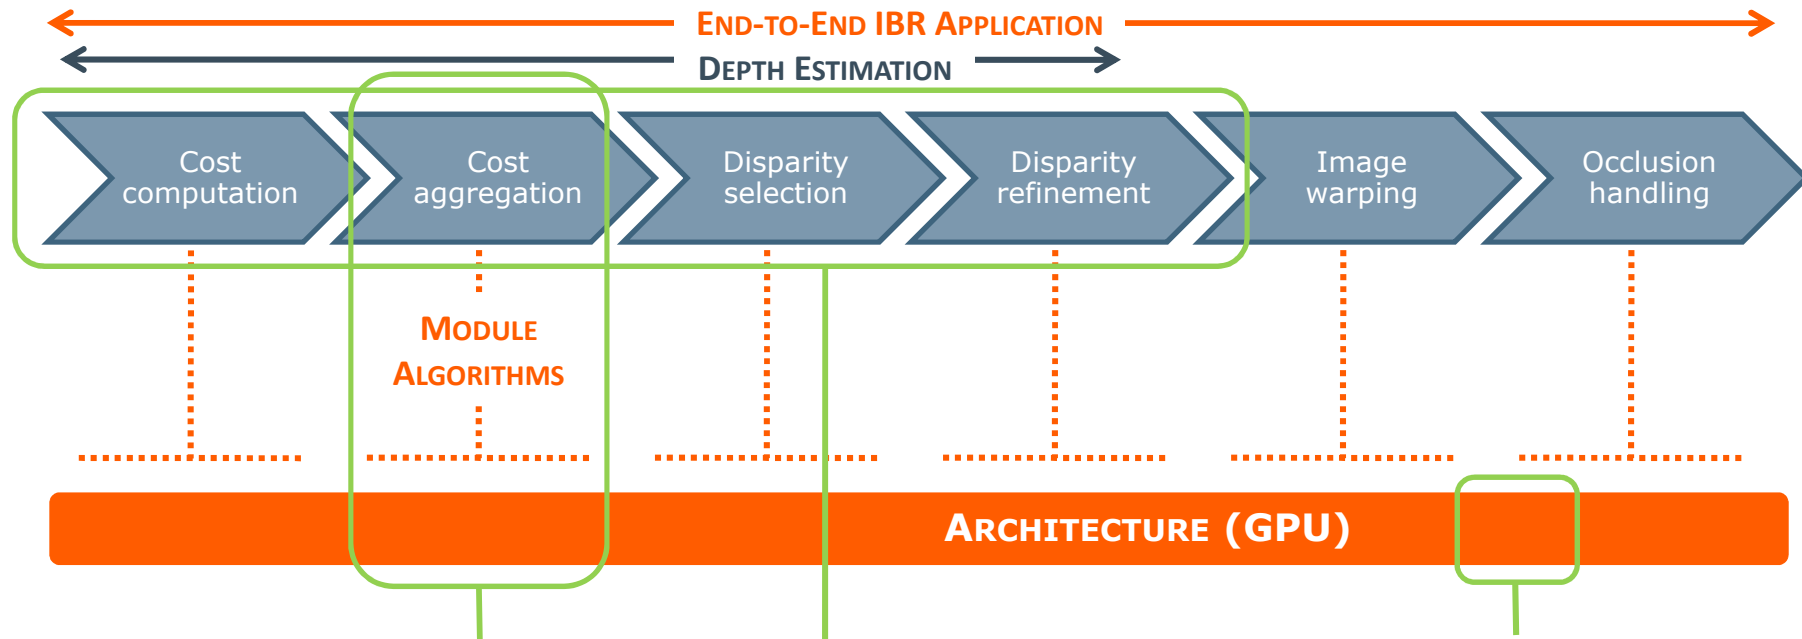 END-TO-END IBR APPLICATION
DEPTH ESTIMATION
Cost
computation
Cost
aggregation
Disparity
selection
Disparity
refinement
Image
warping
Occlusion
handling
MODULE
ALGORITHMS
ARCHITECTURE (GPU)